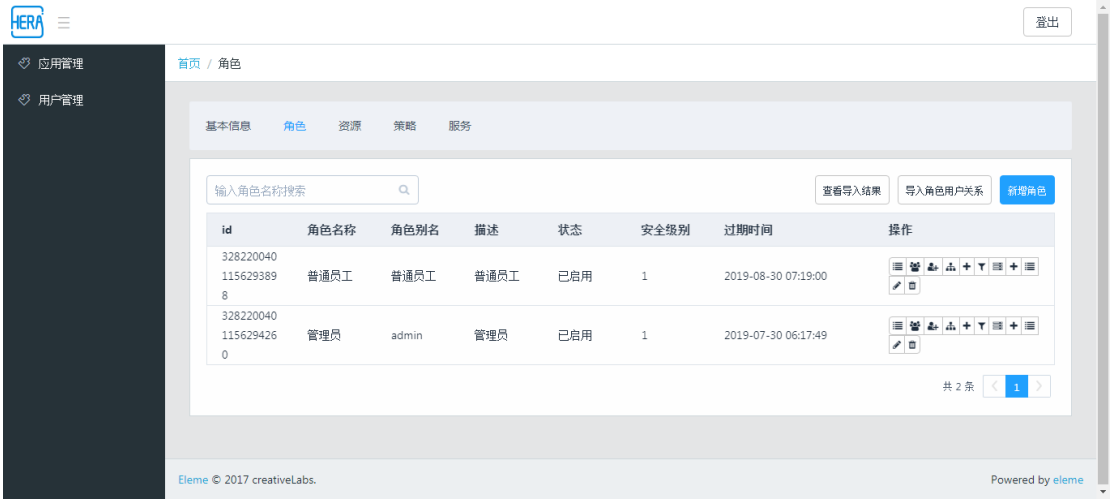 HERA
登出
应用管理
用户管理
首页 / 角色
基本信息 角色 资源 策略 服务
输入角色名称搜索
查看导入结果 导入角色用户关系 新增角色
id 角色名称 角色别名 描述 状态 安全级别 过期时间 操作
328220040
115629389
8
普通员工 普通员工 普通员工 已启用 1 2019-08-30 07:19:00
328220040
115629426
0
管理员 admin 管理员 已启用 1 2019-07-30 06:17:49
共 2 条 1
Eleme © 2017 creativeLabs.
Powered by eleme